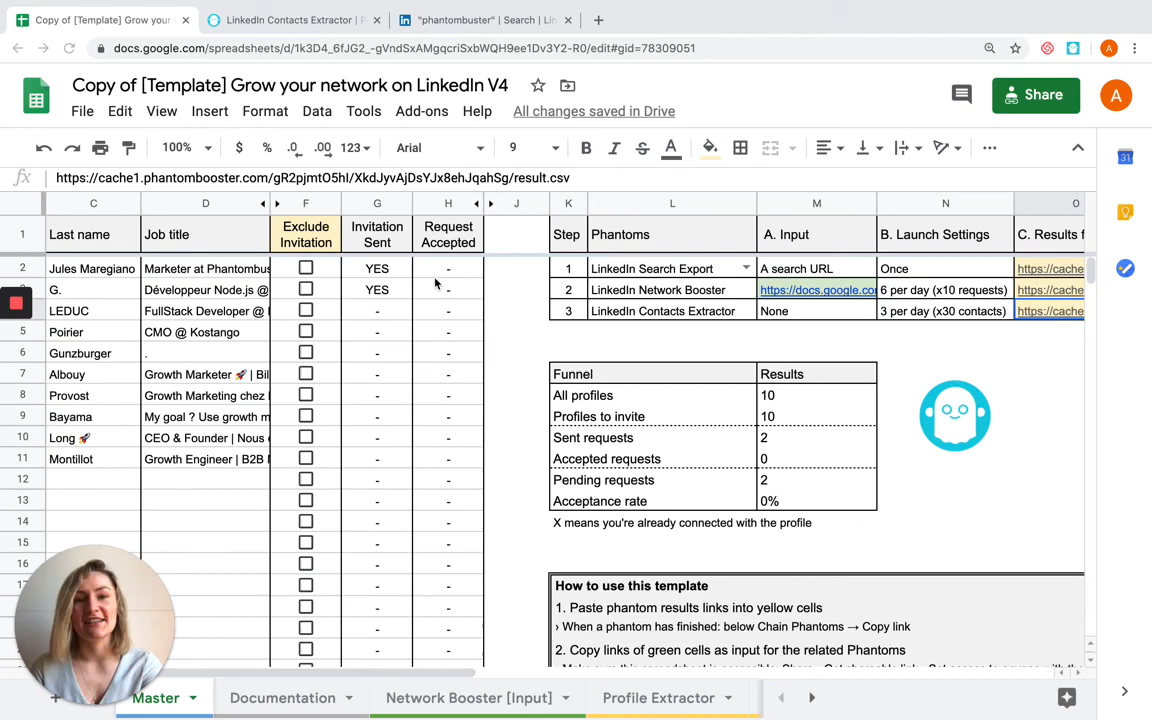 Copy of [Template] Grow your
LinkedIn Contacts Extractor | P
"phantombuster" | Search | Lin
docs.google.com/spreadsheets/d/1k3D4_6fJG2_-gVndSxAMgqcriSxbWQH9ee1Dv3Y2-R0/edit#gid=78309051
A
Copy of [Template] Grow your network on LinkedIn V4
Share
A
File Edit View Insert Format Data Tools Add-ons Help All changes saved in Drive
100% $ % .0 .00 123 Arial 9 B I S A
fx https://cache1.phantombooster.com/gR2pjmtO5hI/XkdJyvAjDsYJx8ehJqahSg/result.csv
C D F G H J K L M N O
1 Last name Job title Exclude Invitation Invitation Sent Request Accepted Step Phantoms A. Input B. Launch Settings C. Results f
2 Jules Maregiano Marketer at Phantombus YES - 1 LinkedIn Search Export A search URL Once https://cache
G. Développeur Node.js @ YES - 2 LinkedIn Network Booster https://docs.google.co 6 per day (x10 requests) https://cache
LEDUC FullStack Developer @ - - 3 LinkedIn Contacts Extractor None 3 per day (x30 contacts) https://cache
5 Poirier CMO @ Kostango - -
6 Gunzburger . - -
7 Albouy Growth Marketer 🚀 | Bil - - Funnel Results
8 Provost Growth Marketing chez - - All profiles 10
9 Bayama My goal ? Use growth m - - Profiles to invite 10
10 Long 🚀 CEO & Founder | Nous - - Sent requests 2
11 Montillot Growth Engineer | B2B - - Accepted requests 0
12 - - Pending requests 2
13 - - Acceptance rate 0%
14 - - X means you're already connected with the profile
15 - -
16 - -
- - How to use this template
- - 1. Paste phantom results links into yellow cells
- - › When a phantom has finished: below Chain Phantoms → Copy link
- - 2. Copy links of green cells as input for the related Phantoms
Master Documentation Network Booster [Input] Profile Extractor